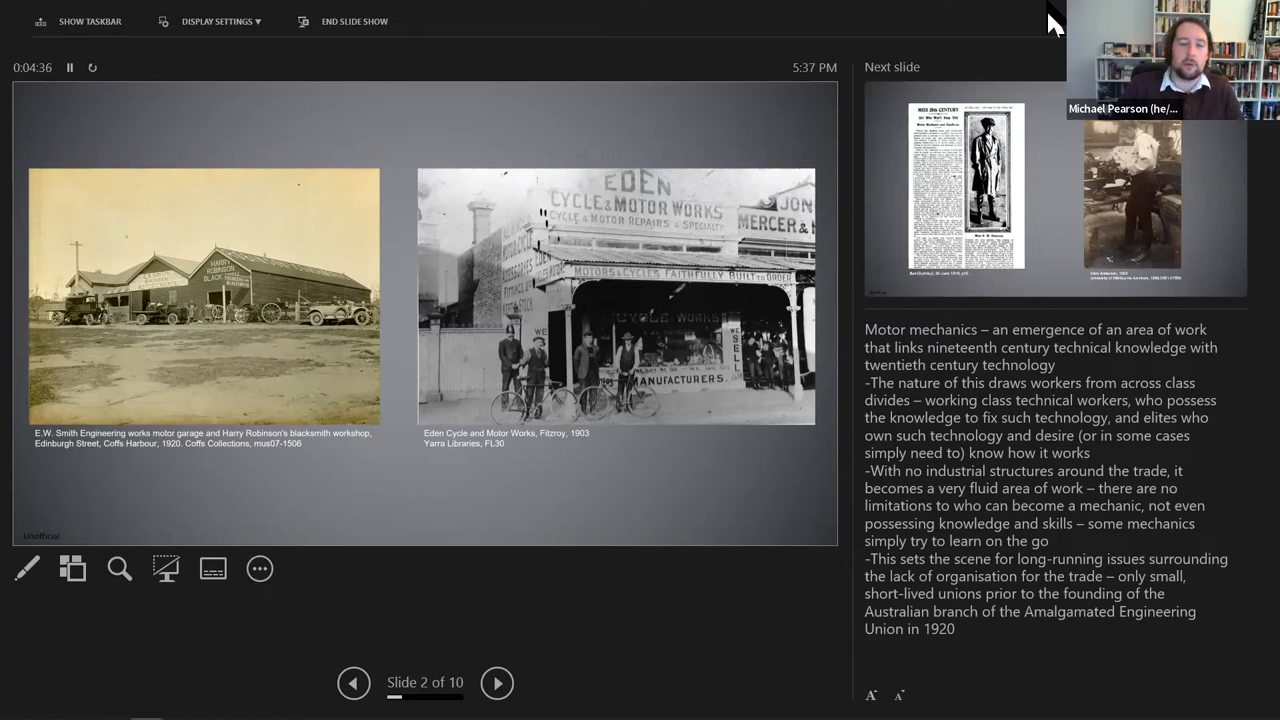 SHOW TASKBAR
DISPLAY SETTINGS ▼
END SLIDE SHOW
0:04:36
5:37 PM
Next slide
Michael Pearson (he/...
HARRY
ROBINSON
BLACK
EDEN
CYCLE & MOTOR WORKS
CYCLE & MOTOR REPAIRS A SPECIALTY
JON
MERCER &
MOTORS & CYCLES FAITHFULLY BUILT TO ORDER
CYCLE WORKS
WE
WE
SELL
MANUFACTURERS.
E.W. Smith Engineering works motor garage and Harry Robinson's blacksmith workshop,
Edinburgh Street, Coffs Harbour, 1920. Coffs Collections, mus07-1506
Eden Cycle and Motor Works, Fitzroy, 1903
Yarra Libraries, FL30
Unofficial
MISS 20th CENTURY
Motor mechanics – an emergence of an area of work
that links nineteenth century technical knowledge with
twentieth century technology
-The nature of this draws workers from across class
divides – working class technical workers, who possess
the knowledge to fix such technology, and elites who
own such technology and desire (or in some cases
simply need to) know how it works
-With no industrial structures around the trade, it
becomes a very fluid area of work – there are no
limitations to who can become a mechanic, not even
possessing knowledge and skills – some mechanics
simply try to learn on the go
-This sets the scene for long-running issues surrounding
the lack of organisation for the trade – only small,
short-lived unions prior to the founding of the
Australian branch of the Amalgamated Engineering
Union in 1920
Slide 2 of 10